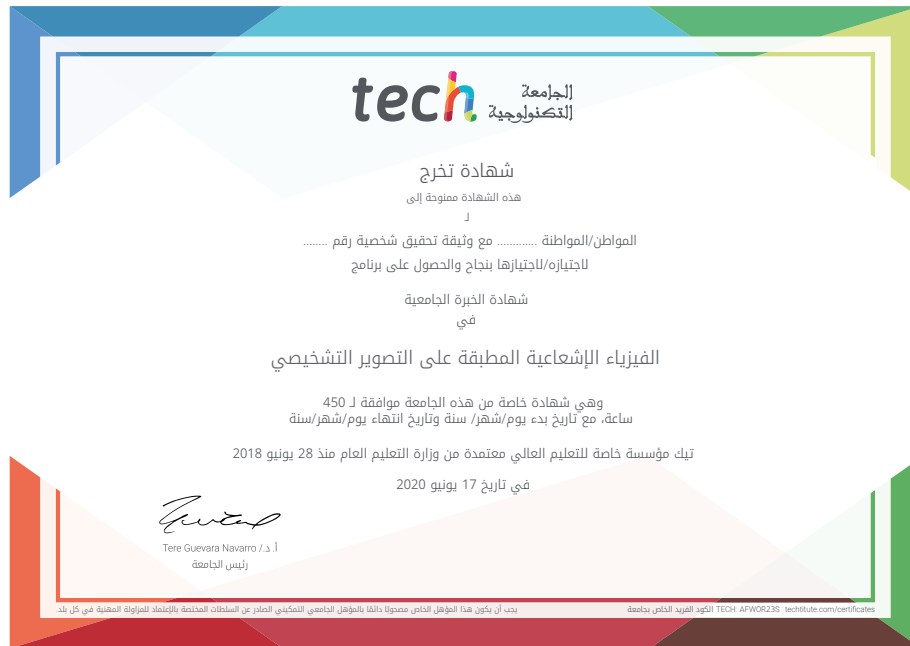 tech الجامعة
التكنولوجية
شهادة تخرج
هذه الشهادة ممنوحة إلى
لـ
المواطن/المواطنة ............ مع وثيقة تحقيق شخصية رقم ........
لاجتيازه/لاجتيازها بنجاح والحصول على برنامج
شهادة الخبرة الجامعية
في
الفيزياء الإشعاعية المطبقة على التصوير التشخيصي
وهي شهادة خاصة من هذه الجامعة موافقة لـ 450
ساعة، مع تاريخ بدء يوم/شهر/ سنة وتاريخ انتهاء يوم/شهر/سنة
تيك مؤسسة خاصة للتعليم العالي معتمدة من وزارة التعليم العام منذ 28 يونيو 2018
في تاريخ 17 يونيو 2020
أ. د./ Tere Guevara Navarro
رئيس الجامعة
يجب أن يكون هذا المؤهل الخاص مصحوبًا دائمًا بالمؤهل الجامعي التمكيني الصادر عن السلطات المختصة بالإعتماد للمزاولة المهنية في كل بلد.
الكود الفريد الخاص بجامعة TECH: AFWOR23S techtitute.com/certificates